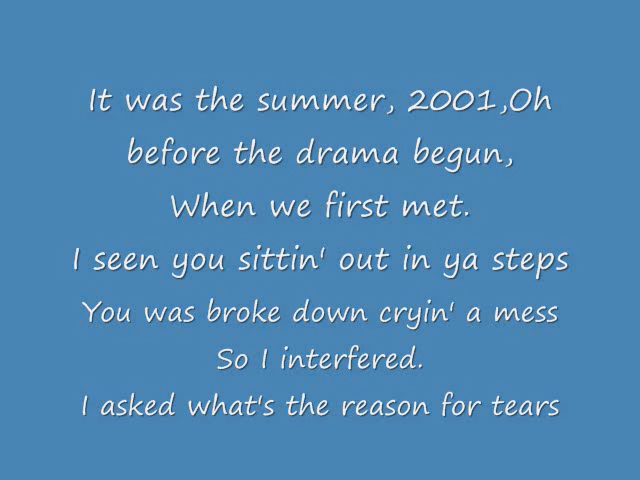 It was the summer, 2001,Oh
before the drama begun,
When we first met.
I seen you sittin' out in ya steps
You was broke down cryin' a mess
So I interfered.
I asked what's the reason for tears